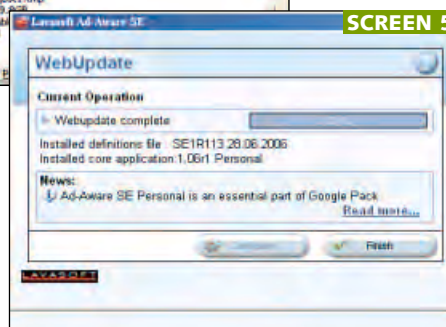 SCREEN 5
Lavasoft Ad-Aware SE
WebUpdate
Current Operation
Webupdate complete
Installed definitions file SE1R113 28.06.2006
Installed core application:1.06r1 Personal
News:
Ad-Aware SE Personal is an essential part of Google Pack
Read more...
Finish
LAVASOFT